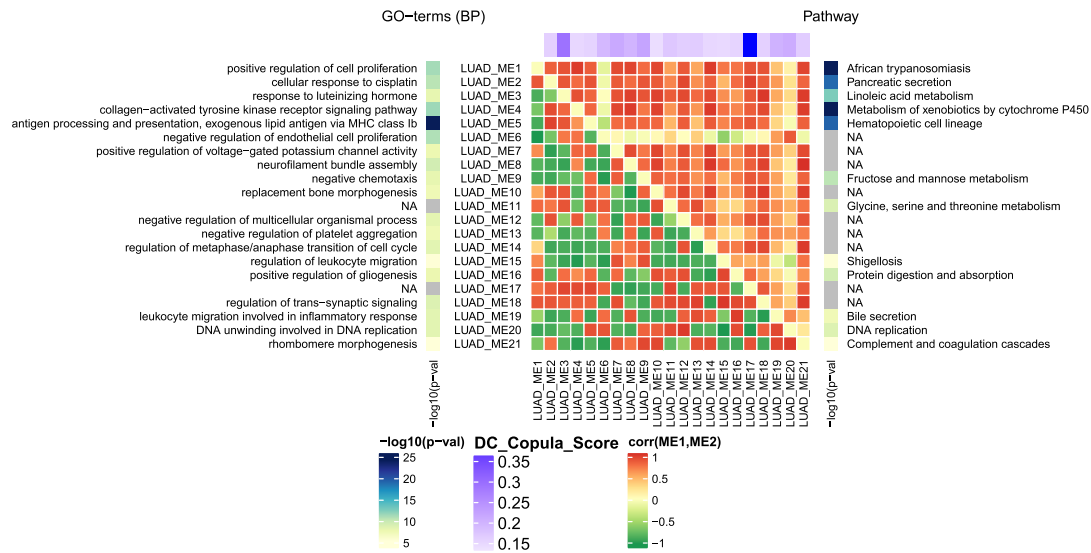 GO−terms (BP)
Pathway
positive regulation of cell proliferation LUAD_ME1 African trypanosomiasis
cellular response to cisplatin LUAD_ME2 Pancreatic secretion
response to luteinizing hormone LUAD_ME3 Linoleic acid metabolism
collagen−activated tyrosine kinase receptor signaling pathway LUAD_ME4 Metabolism of xenobiotics by cytochrome P450
antigen processing and presentation, exogenous lipid antigen via MHC class Ib LUAD_ME5 Hematopoietic cell lineage
negative regulation of endothelial cell proliferation LUAD_ME6 NA
positive regulation of voltage−gated potassium channel activity LUAD_ME7 NA
neurofilament bundle assembly LUAD_ME8 NA
negative chemotaxis LUAD_ME9 Fructose and mannose metabolism
replacement bone morphogenesis LUAD_ME10 NA
NA LUAD_ME11 Glycine, serine and threonine metabolism
negative regulation of multicellular organismal process LUAD_ME12 NA
negative regulation of platelet aggregation LUAD_ME13 NA
regulation of metaphase/anaphase transition of cell cycle LUAD_ME14 NA
regulation of leukocyte migration LUAD_ME15 Shigellosis
positive regulation of gliogenesis LUAD_ME16 Protein digestion and absorption
NA LUAD_ME17 NA
regulation of trans−synaptic signaling LUAD_ME18 NA
leukocyte migration involved in inflammatory response LUAD_ME19 Bile secretion
DNA unwinding involved in DNA replication LUAD_ME20 DNA replication
rhombomere morphogenesis LUAD_ME21 Complement and coagulation cascades
−log10(p−val
LUAD_ME1
LUAD_ME2
LUAD_ME3
LUAD_ME4
LUAD_ME5
LUAD_ME6
LUAD_ME7
LUAD_ME8
LUAD_ME9
LUAD_ME10
LUAD_ME11
LUAD_ME12
LUAD_ME13
LUAD_ME14
LUAD_ME15
LUAD_ME16
LUAD_ME17
LUAD_ME18
LUAD_ME19
LUAD_ME20
LUAD_ME21
−log10(p−val
−log10(p−val) DC_Copula_Score corr(ME1,ME2)
25
20
15
10
5
0.35
0.3
0.25
0.2
0.15
1
0.5
0
−0.5
−1